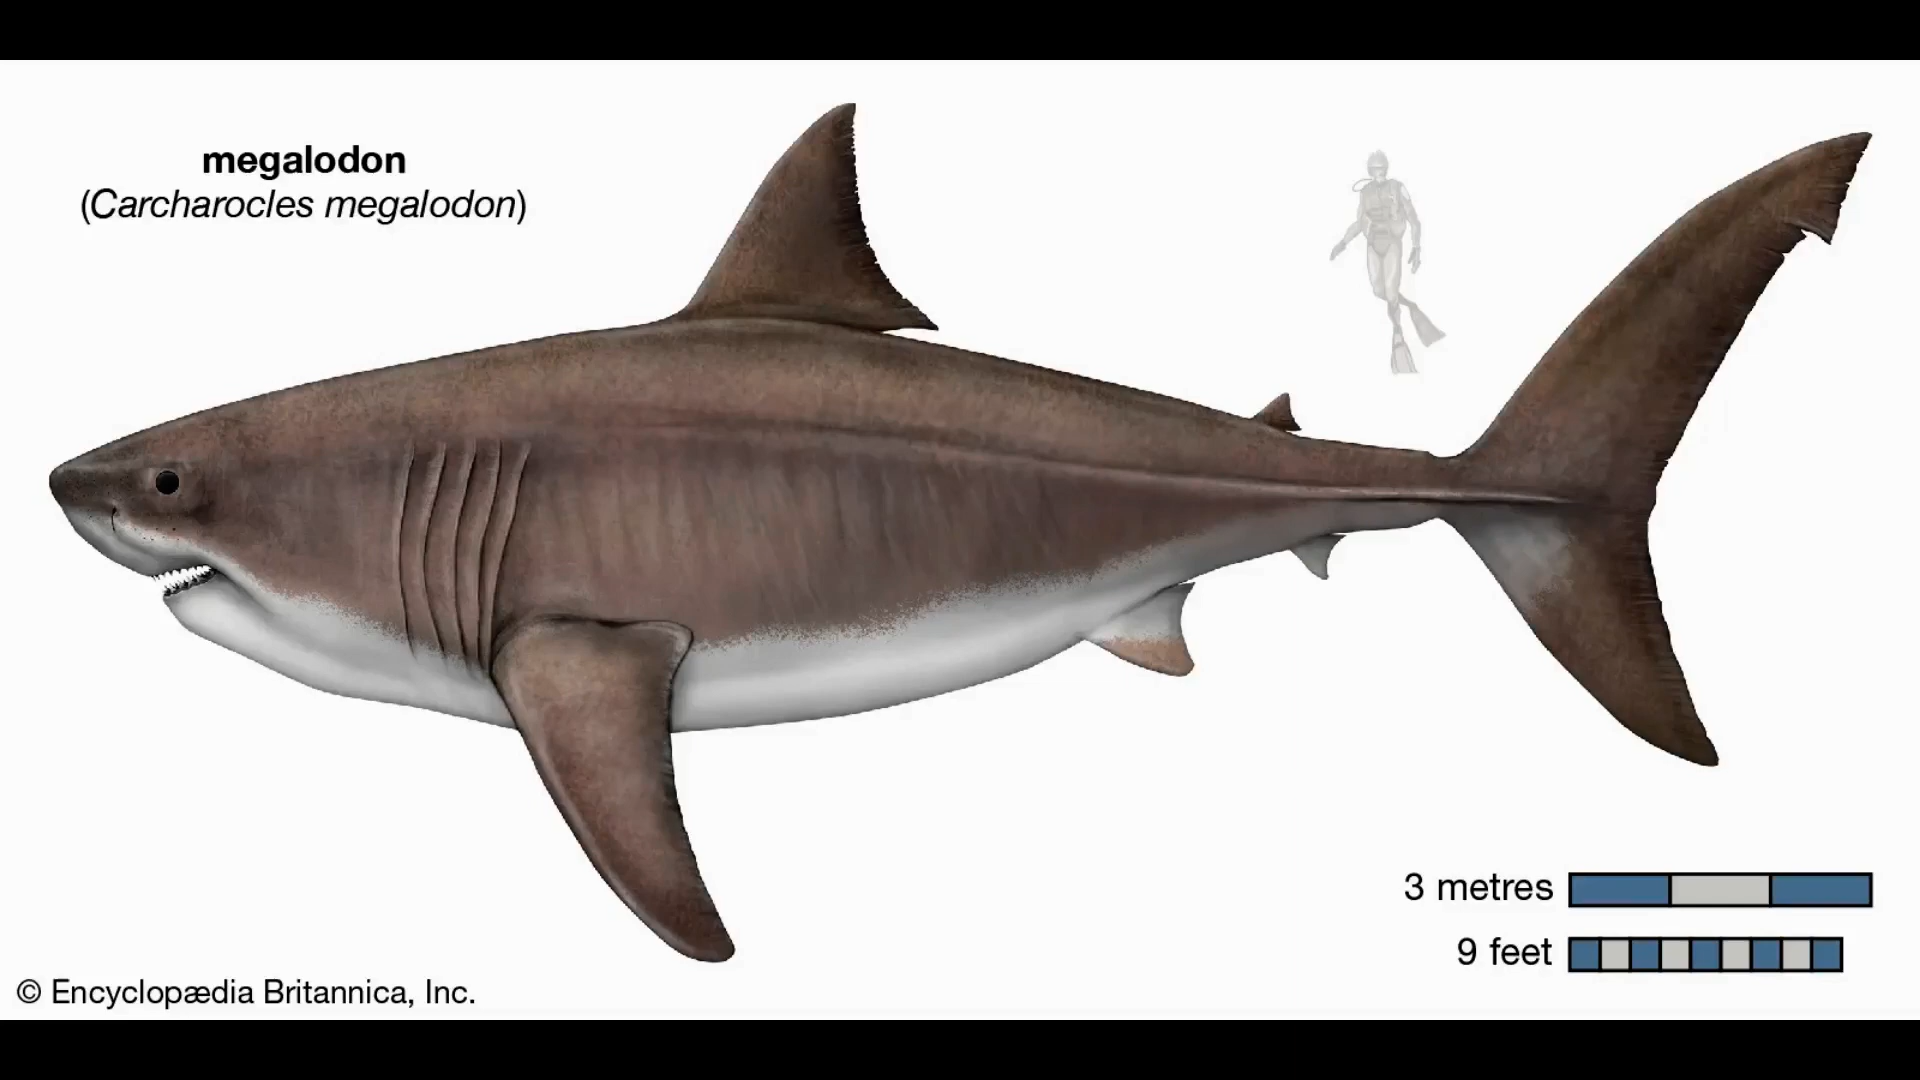 megalodon
(Carcharocles megalodon)
3 metres
9 feet
© Encyclopædia Britannica, Inc.